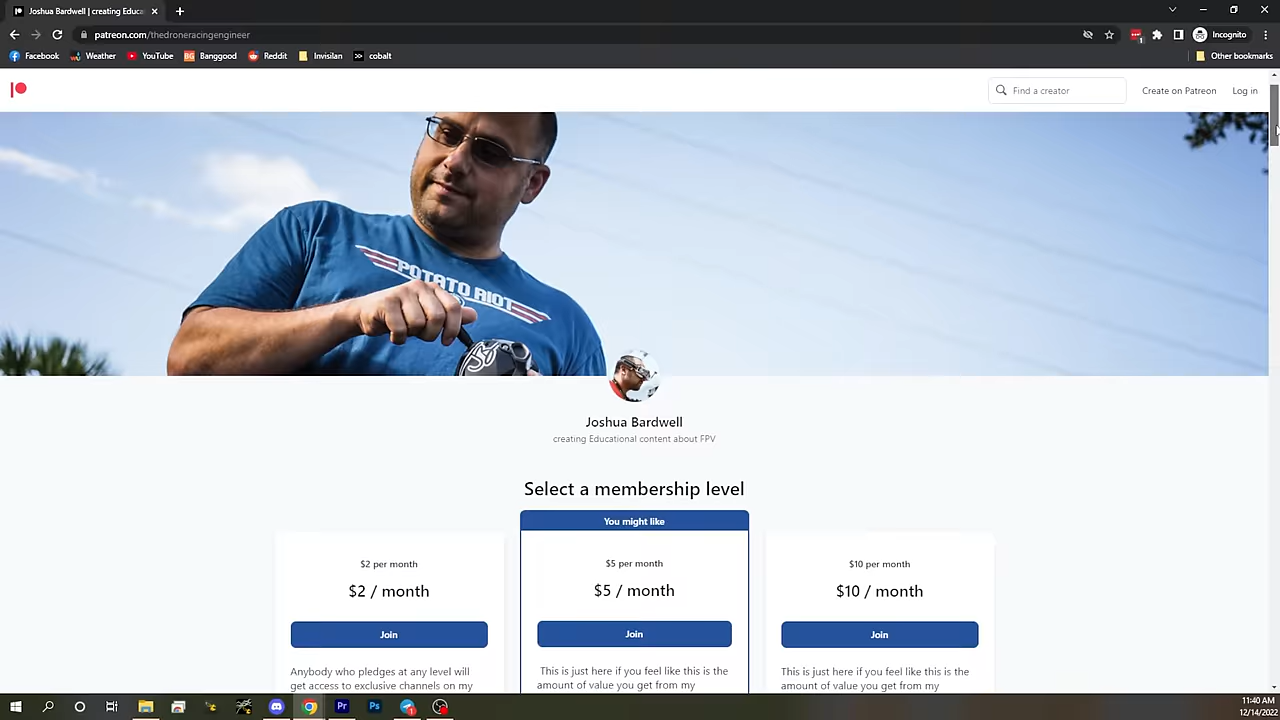 Joshua Bardwell | creating Educa
patreon.com/thedroneracingengineer
1
Incognito
Facebook
Weather
YouTube
BG
Banggood
Reddit
Invisilan
cobalt
Other bookmarks
Find a creator
Create on Patreon
Log in
POTATO RIOT
Joshua Bardwell
creating Educational content about FPV
Select a membership level
You might like
$2 per month
$2 / month
Join
Anybody who pledges at any level will
get access to exclusive channels on my
$5 per month
$5 / month
Join
This is just here if you feel like this is the
amount of value you get from my
$10 per month
$10 / month
Join
This is just here if you feel like this is the
amount of value you get from my
Pr
Ps
1
11:40 AM
12/14/2022